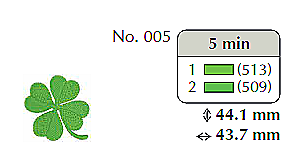 No. 005
5 min
1 (513)
2 (509)
⇕ 44.1 mm
⇔ 43.7 mm